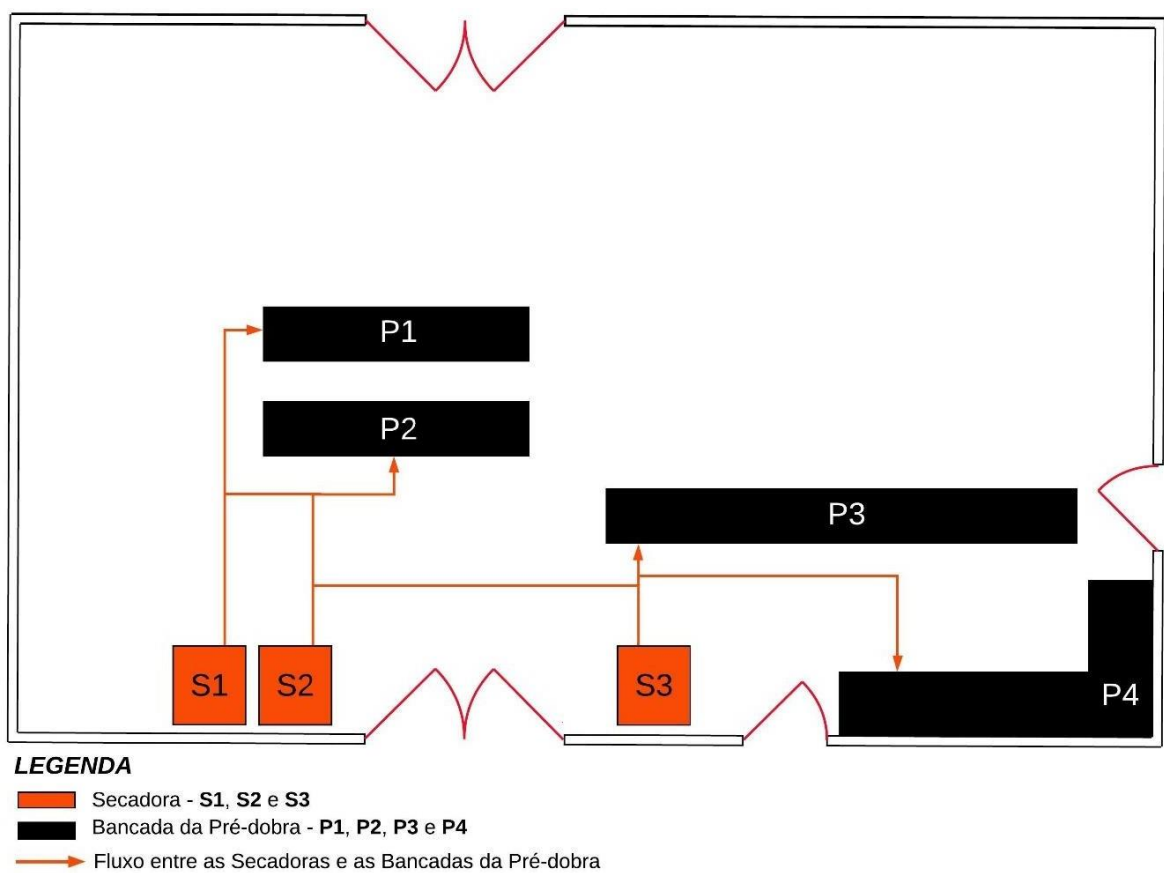 P1
P2
P3
S1
S2
S3
P4
LEGENDA
Secadora - S1, S2 e S3
Bancada da Pré-dobra - P1, P2, P3 e P4
Fluxo entre as Secadoras e as Bancadas da Pré-dobra